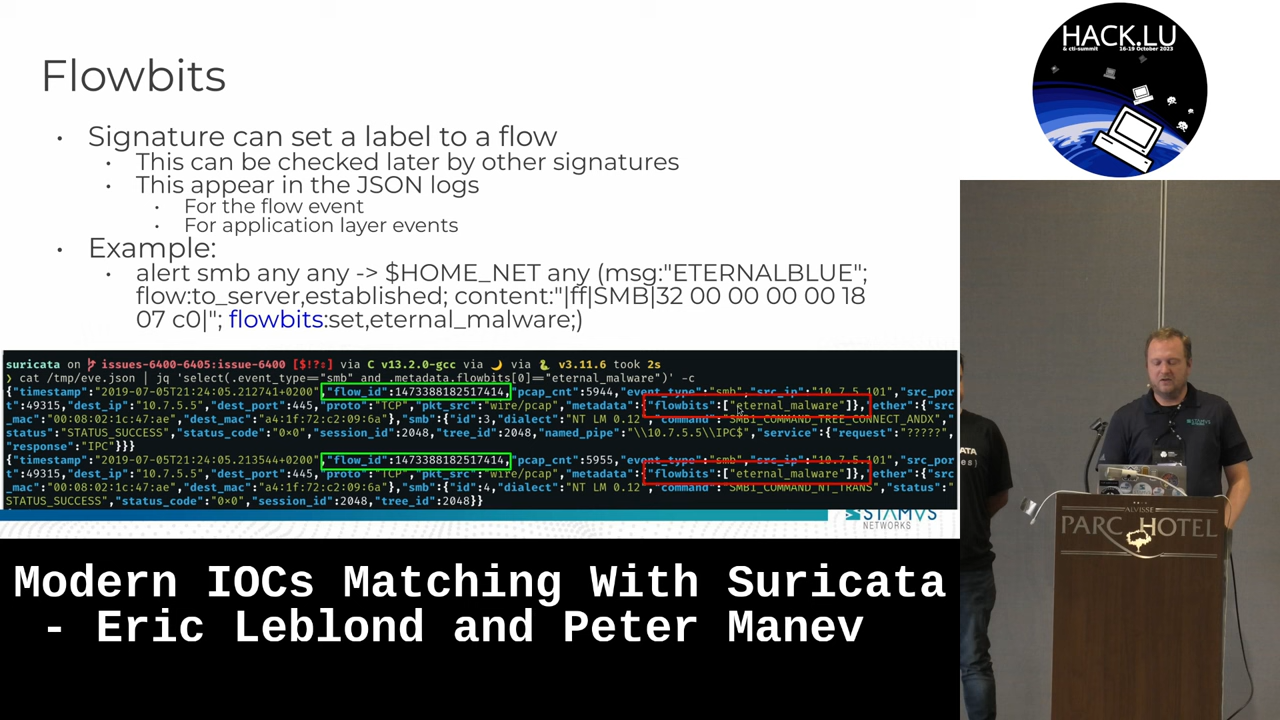 Flowbits
• Signature can set a label to a flow
• This can be checked later by other signatures
• This appear in the JSON logs
• For the flow event
• For application layer events
• Example:
• alert smb any any -> $HOME_NET any (msg:"ETERNALBLUE";
flow:to_server,established; content:"|ff|SMB|32 00 00 00 00 18
07 c0|"; flowbits:set,eternal_malware;)
suricata on issues-6400-6405:issue-6400 [$!?⇕] via C v13.2.0-gcc via 🌙 via 🐍 v3.11.6 took 2s
❯ cat /tmp/eve.json | jq 'select(.event_type=="smb" and .metadata.flowbits[0]=="eternal_malware")' -c
{"timestamp":"2019-07-05T21:24:05.212741+0200","flow_id":1473388182517414,"pcap_cnt":5944,"event_type":"smb","src_ip":"10.7.5.101","src_por
t":49315,"dest_ip":"10.7.5.5","dest_port":445,"proto":"TCP","pkt_src":"wire/pcap","metadata":{"flowbits":["eternal_malware"]},"ether":{"src
_mac":"00:08:02:1c:47:ae","dest_mac":"a4:1f:72:c2:09:6a"},"smb":{"id":3,"dialect":"NT LM 0.12","command":"SMB1_COMMAND_TREE_CONNECT_ANDX","
status":"STATUS_SUCCESS","status_code":"0x0","session_id":2048,"tree_id":2048,"named_pipe":"\\\\10.7.5.5\\IPC$","service":{"request":"?????","
response":"IPC"}}}
{"timestamp":"2019-07-05T21:24:05.213544+0200","flow_id":1473388182517414,"pcap_cnt":5955,"event_type":"smb","src_ip":"10.7.5.101","src_por
t":49315,"dest_ip":"10.7.5.5","dest_port":445,"proto":"TCP","pkt_src":"wire/pcap","metadata":{"flowbits":["eternal_malware"]},"ether":{"src
_mac":"00:08:02:1c:47:ae","dest_mac":"a4:1f:72:c2:09:6a"},"smb":{"id":4,"dialect":"NT LM 0.12","command":"SMB1_COMMAND_NT_TRANS","status":"
STATUS_SUCCESS","status_code":"0x0","session_id":2048,"tree_id":2048}}
STAMUS
NETWORKS
Modern IOCs Matching With Suricata
- Eric Leblond and Peter Manev
HACK.LU
& cti-summit 16-19 October 2023
STAMUS
ALVISSE
PARC HOTEL